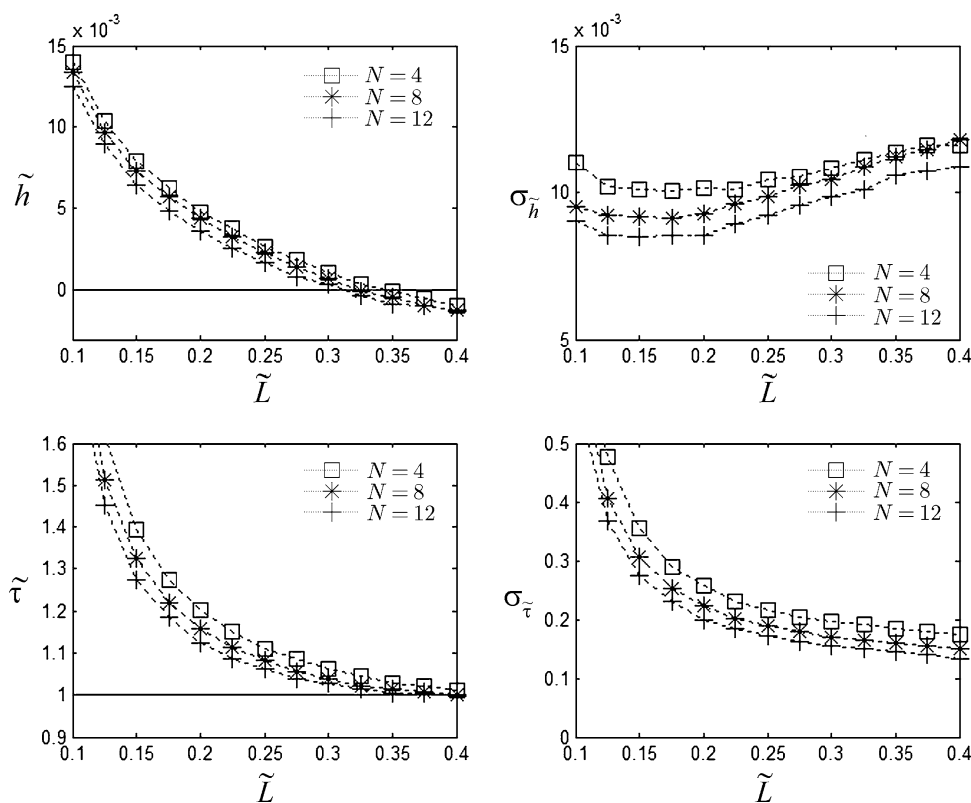 x 10⁻³
15
10
5
0
h̃
0.1 0.15 0.2 0.25 0.3 0.35 0.4
L̃
N = 4
N = 8
N = 12
x 10⁻³
15
10
5
σ_h̃
0.1 0.15 0.2 0.25 0.3 0.35 0.4
L̃
N = 4
N = 8
N = 12
1.6
1.5
1.4
1.3
1.2
1.1
1
0.9
τ̃
0.1 0.15 0.2 0.25 0.3 0.35 0.4
L̃
N = 4
N = 8
N = 12
0.5
0.4
0.3
0.2
0.1
0
σ_τ̃
0.1 0.15 0.2 0.25 0.3 0.35 0.4
L̃
N = 4
N = 8
N = 12